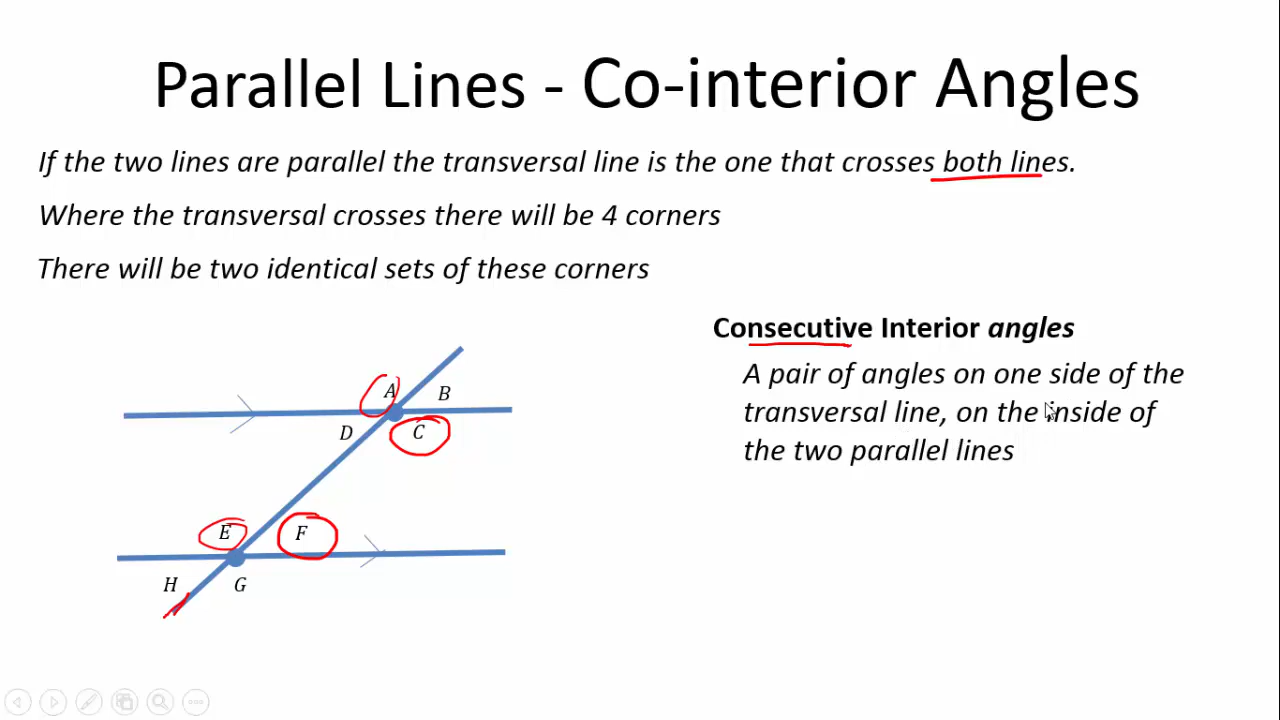 Parallel Lines - Co-interior Angles
If the two lines are parallel the transversal line is the one that crosses both lines.
Where the transversal crosses there will be 4 corners
There will be two identical sets of these corners
Consecutive Interior angles
A pair of angles on one side of the
transversal line, on the inside of
the two parallel lines
A B
D C
E F
H G